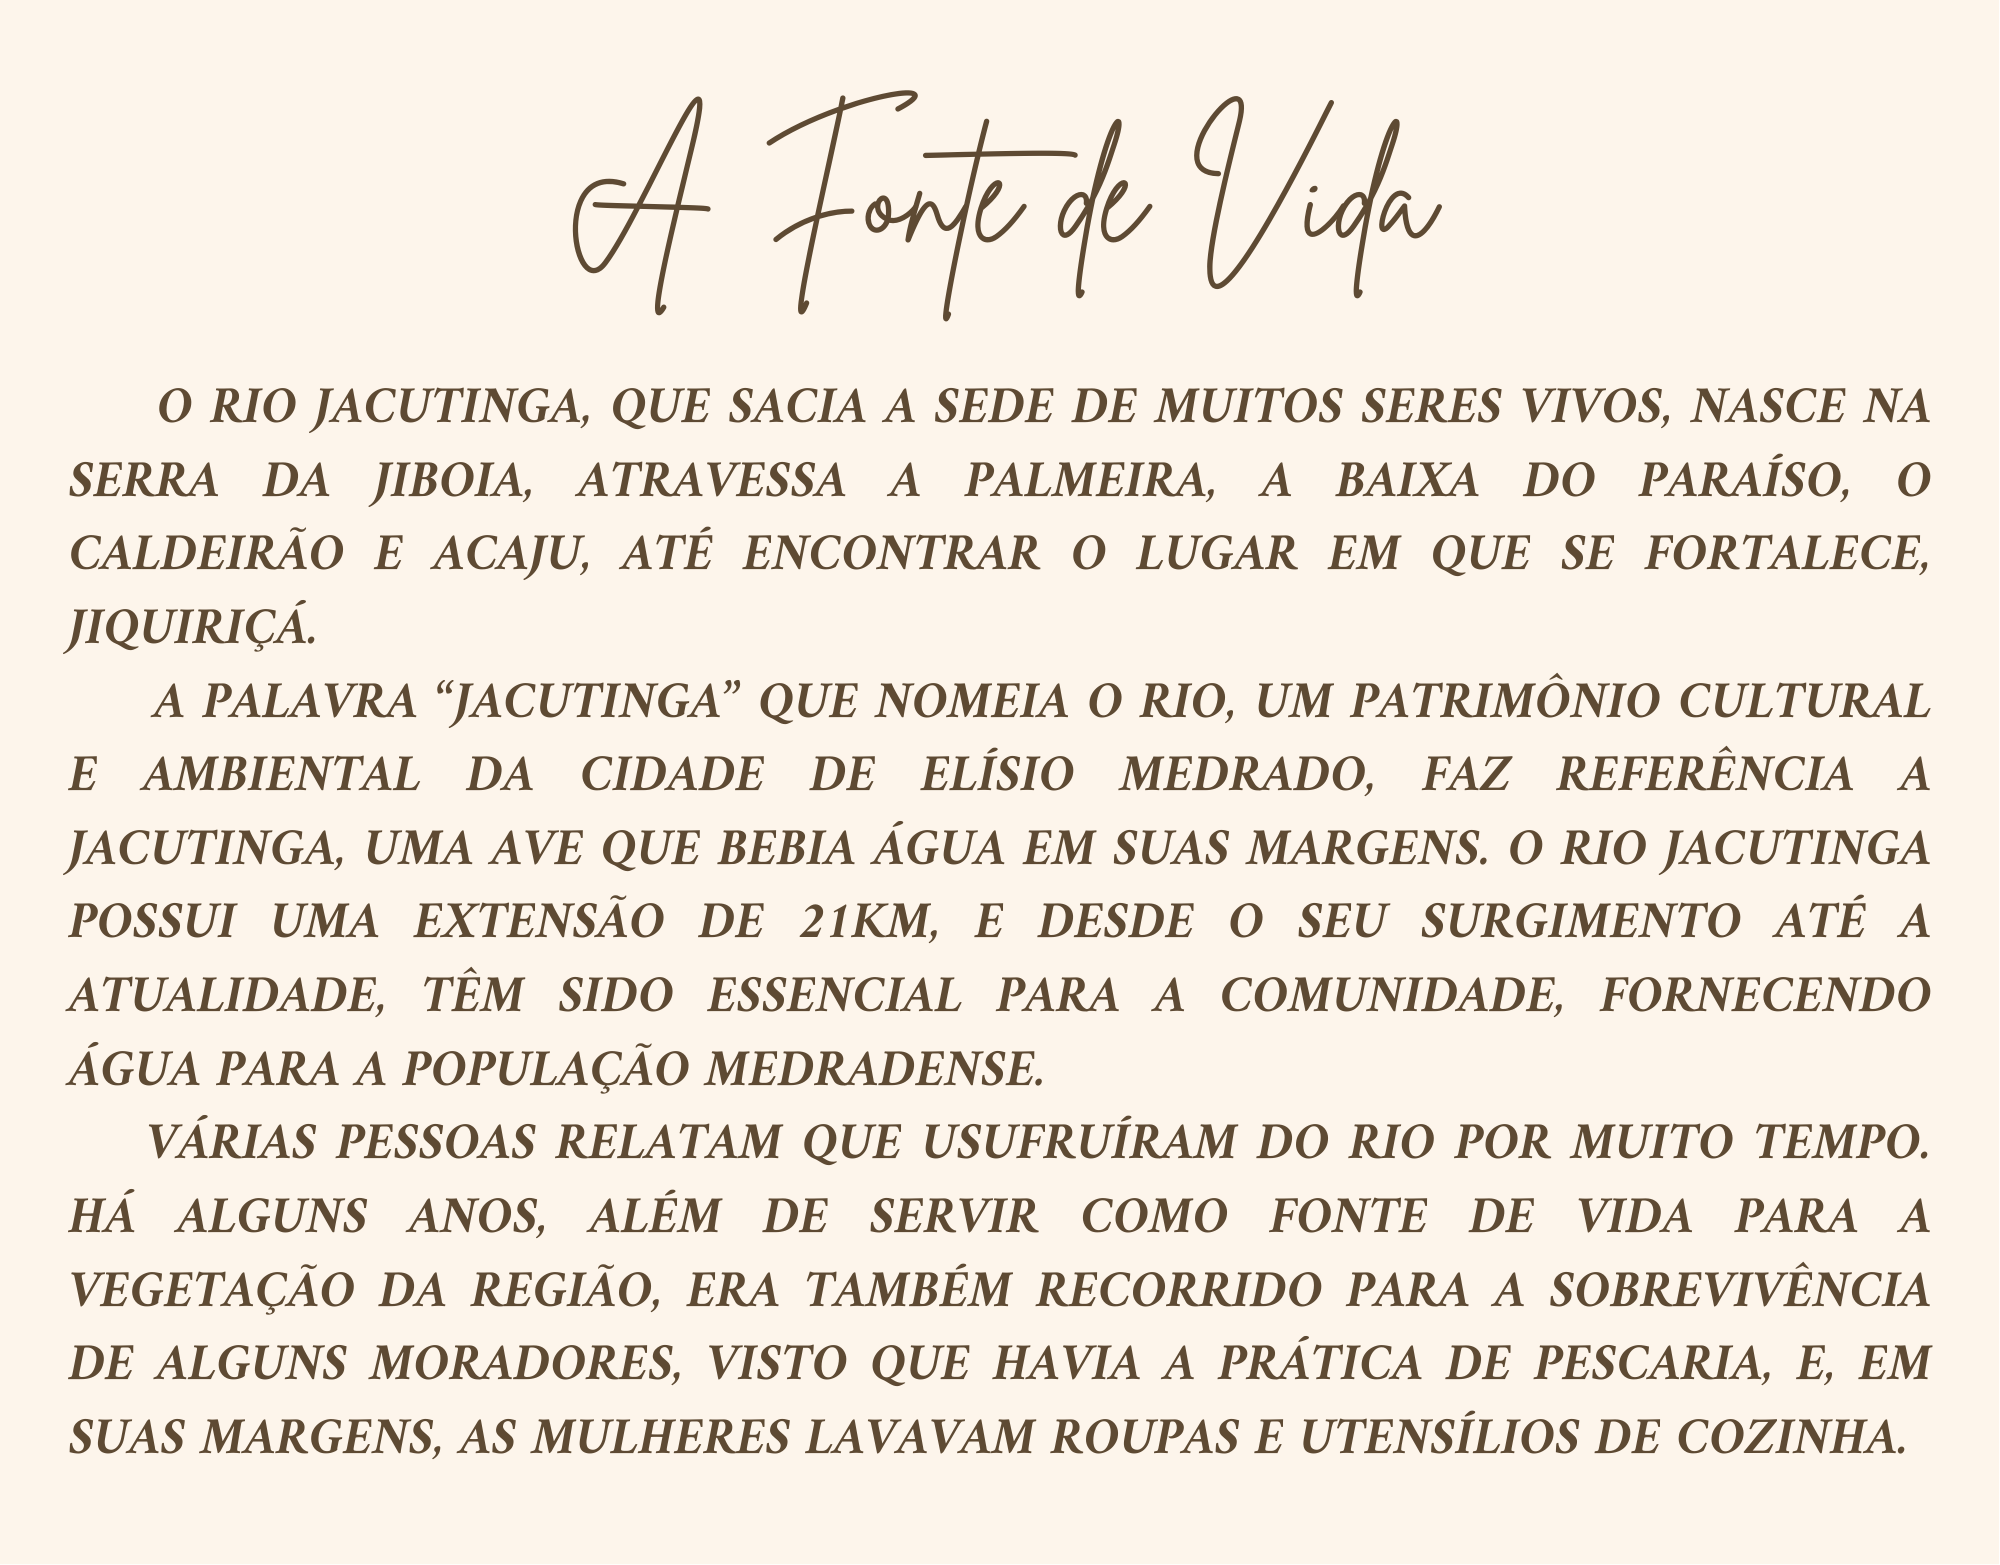 A Fonte de Vida
O RIO JACUTINGA, QUE SACIA A SEDE DE MUITOS SERES VIVOS, NASCE NA
SERRA DA JIBOIA, ATRAVESSA A PALMEIRA, A BAIXA DO PARAÍSO, O
CALDEIRÃO E ACAJU, ATÉ ENCONTRAR O LUGAR EM QUE SE FORTALECE,
JIQUIRIÇÁ.
A PALAVRA “JACUTINGA” QUE NOMEIA O RIO, UM PATRIMÔNIO CULTURAL
E AMBIENTAL DA CIDADE DE ELÍSIO MEDRADO, FAZ REFERÊNCIA A
JACUTINGA, UMA AVE QUE BEBIA ÁGUA EM SUAS MARGENS. O RIO JACUTINGA
POSSUI UMA EXTENSÃO DE 21KM, E DESDE O SEU SURGIMENTO ATÉ A
ATUALIDADE, TÊM SIDO ESSENCIAL PARA A COMUNIDADE, FORNECENDO
ÁGUA PARA A POPULAÇÃO MEDRADENSE.
VÁRIAS PESSOAS RELATAM QUE USUFRUÍRAM DO RIO POR MUITO TEMPO.
HÁ ALGUNS ANOS, ALÉM DE SERVIR COMO FONTE DE VIDA PARA A
VEGETAÇÃO DA REGIÃO, ERA TAMBÉM RECORRIDO PARA A SOBREVIVÊNCIA
DE ALGUNS MORADORES, VISTO QUE HAVIA A PRÁTICA DE PESCARIA, E, EM
SUAS MARGENS, AS MULHERES LAVAVAM ROUPAS E UTENSÍLIOS DE COZINHA.